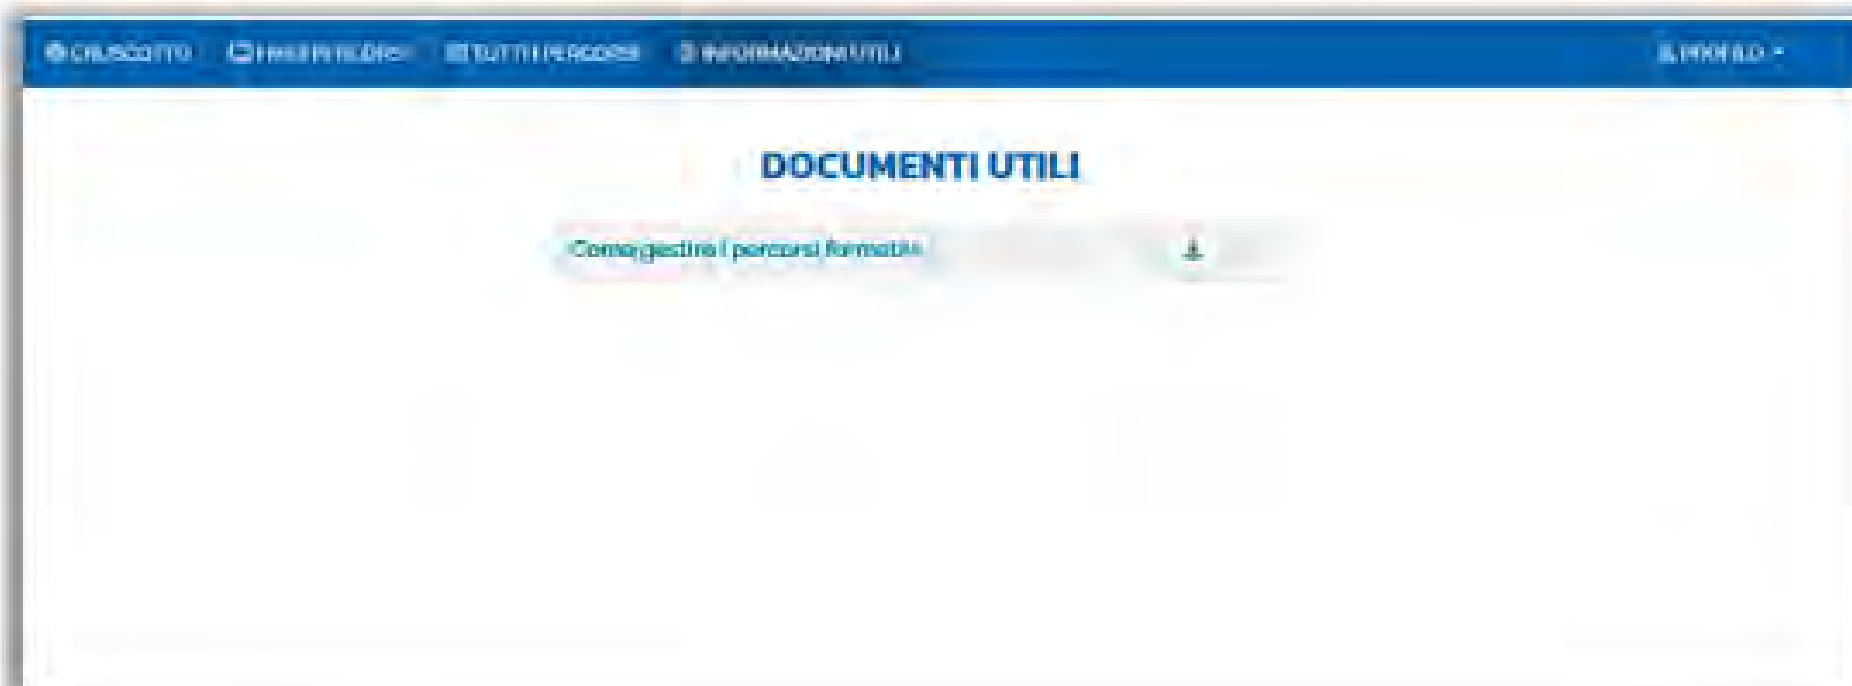 CRUSCOTTO TUTTI I PERCORSI INFORMAZIONI UTILI PROFILO
DOCUMENTI UTILI
Come gestire i percorsi formativi